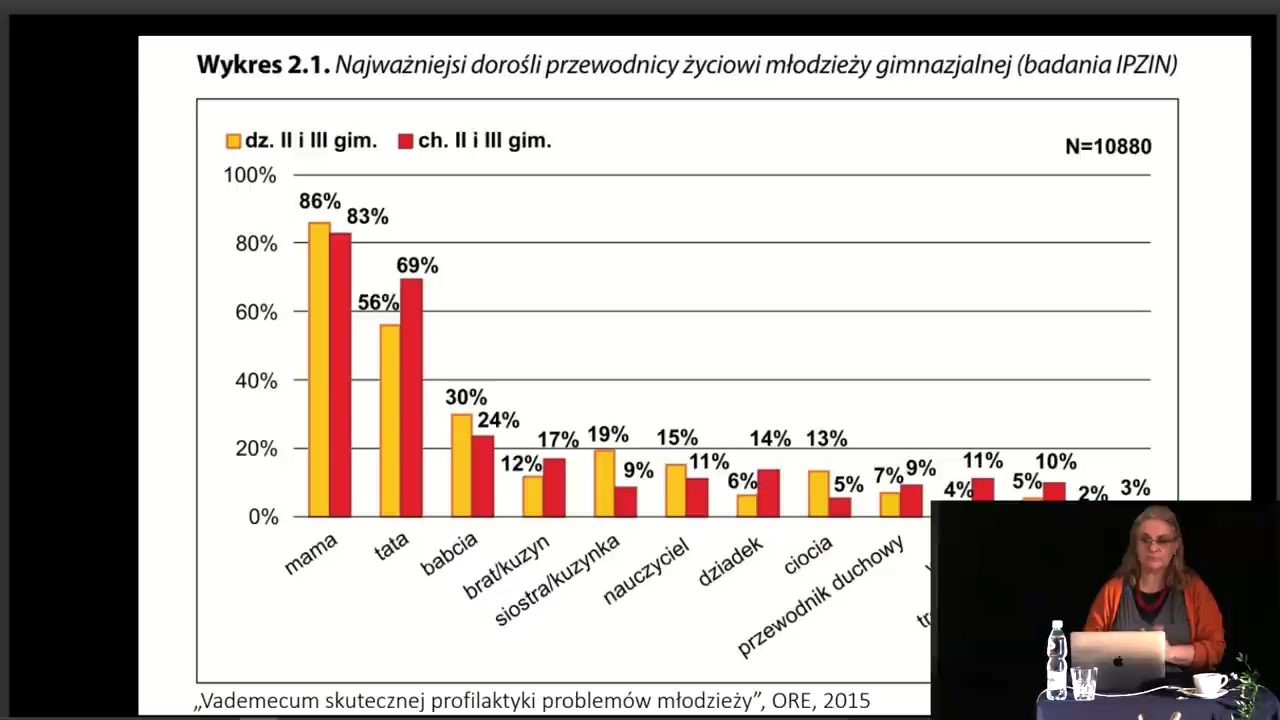 Wykres 2.1. Najważniejsi dorośli przewodnicy życiowi młodzieży gimnazjalnej (badania IPZIN)
dz. II i III gim. ch. II i III gim.
N=10880
100%
80%
60%
40%
20%
0%
86% 83%
56% 69%
30% 24%
12% 17%
19% 9%
15% 11%
6% 14%
13% 5%
7% 9%
4% 11%
5% 10%
2% 3%
mama
tata
babcia
brat/kuzyn
siostra/kuzynka
nauczyciel
dziadek
ciocia
przewodnik duchowy
„Vademecum skutecznej profilaktyki problemów młodzieży”, ORE, 2015